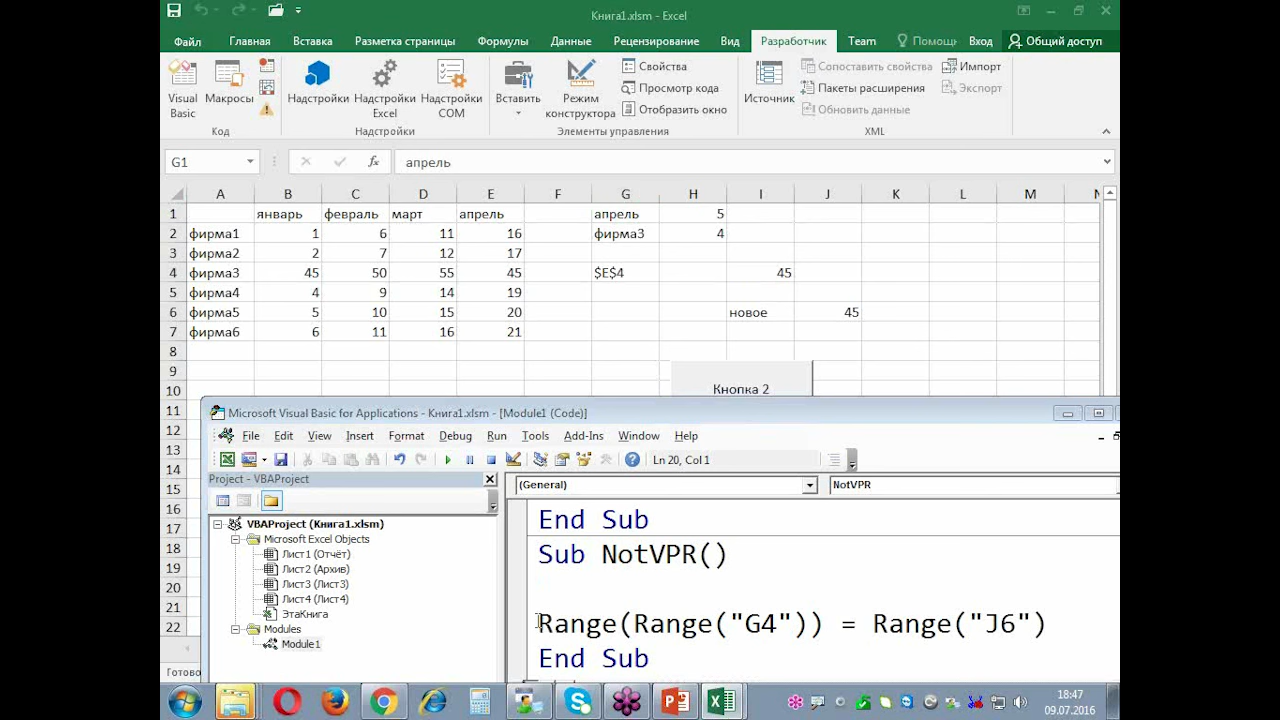 Книга1.xlsm - Excel
Файл Главная Вставка Разметка страницы Формулы Данные Рецензирование Вид Разработчик Team Помощь Вход Общий доступ
Visual Basic
Макросы
Код
Надстройки
Надстройки Excel
Надстройки COM
Надстройки
Вставить
Режим конструктора
Свойства
Просмотр кода
Отобразить окно
Элементы управления
Источник
Сопоставить свойства
Пакеты расширения
Обновить данные
Импорт
Экспорт
XML
G1 fx апрель
A B C D E F G H I J K L M N
1 январь февраль март апрель апрель 5
2 фирма1 1 6 11 16 фирма3 4
3 фирма2 2 7 12 17
4 фирма3 45 50 55 45 $E$4 45
5 фирма4 4 9 14 19
6 фирма5 5 10 15 20 новое 45
7 фирма6 6 11 16 21
8
9
10 Кнопка 2
11
12
13
14
15
16
17
18
19
20
21
22
Готово
Microsoft Visual Basic for Applications - Книга1.xlsm - [Module1 (Code)]
File Edit View Insert Format Debug Run Tools Add-Ins Window Help
Ln 20, Col 1
Project - VBAProject
VBAProject (Книга1.xlsm)
Microsoft Excel Objects
Лист1 (Отчёт)
Лист2 (Архив)
Лист3 (Лист3)
Лист4 (Лист4)
ЭтаКнига
Modules
Module1
(General) NotVPR
End Sub
Sub NotVPR()
Range(Range("G4")) = Range("J6")
End Sub
18:47
09.07.2016